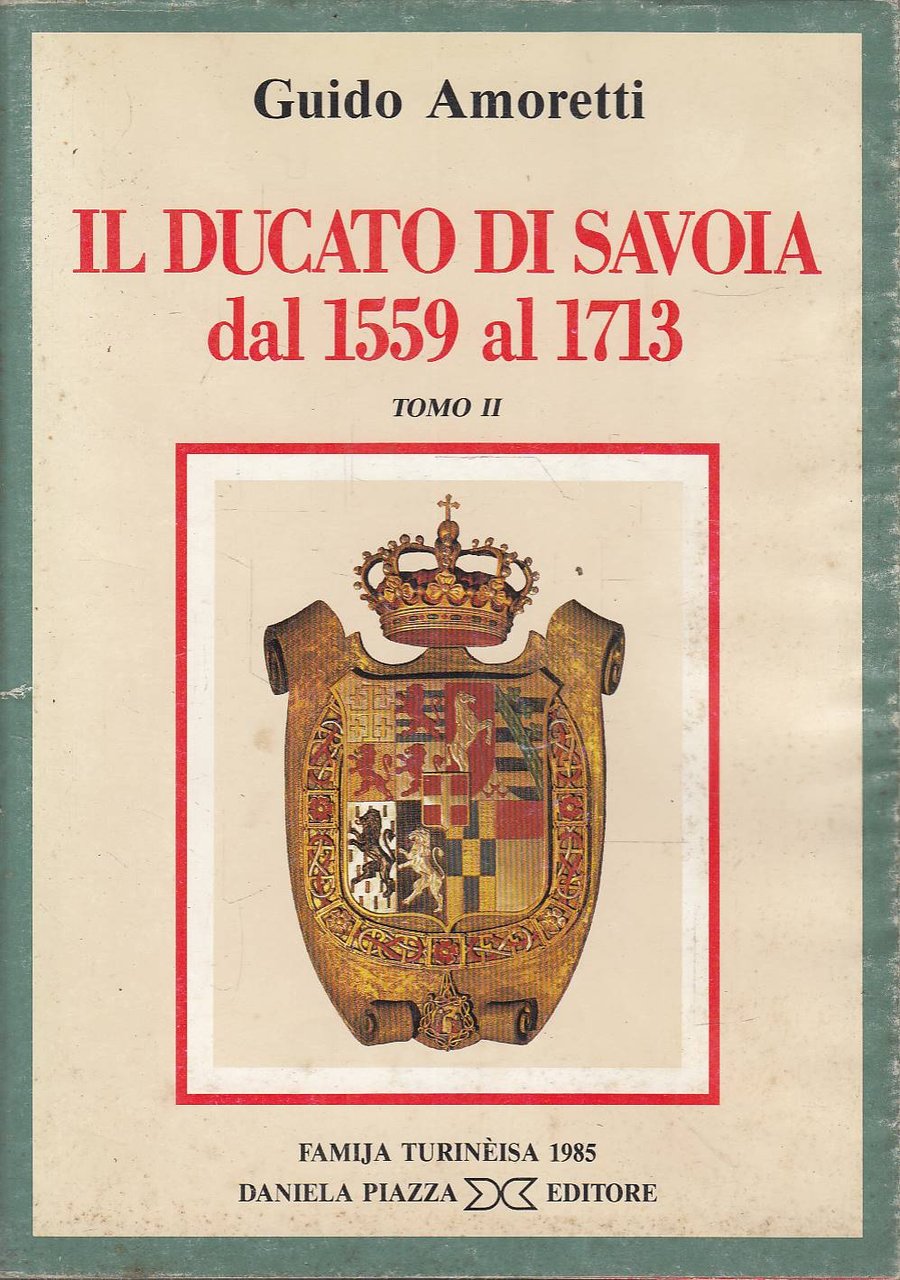 Guido Amoretti
IL DUCATO DI SAVOIA
dal 1559 al 1713
TOMO II
FAMIJA TURINÈISA 1985
DANIELA PIAZZA EDITORE